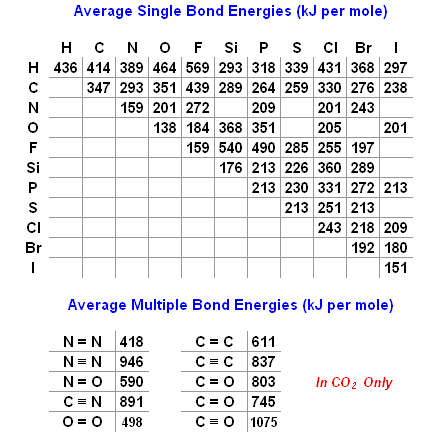 Average Single Bond Energies (kJ per mole)
H C N O F Si P S Cl Br I
H 436 414 389 464 569 293 318 339 431 368 297
C 347 293 351 439 289 264 259 330 276 238
N 159 201 272 209 201 243
O 138 184 368 351 205 201
F 159 540 490 285 255 197
Si 176 213 226 360 289
P 213 230 331 272 213
S 213 251 213
Cl 243 218 209
Br 192 180
I 151
Average Multiple Bond Energies (kJ per mole)
N = N 418 C = C 611
N ≡ N 946 C ≡ C 837
N = O 590 C = O 803 In CO₂ Only
C ≡ N 891 C = O 745
O = O 498 C ≡ O 1075